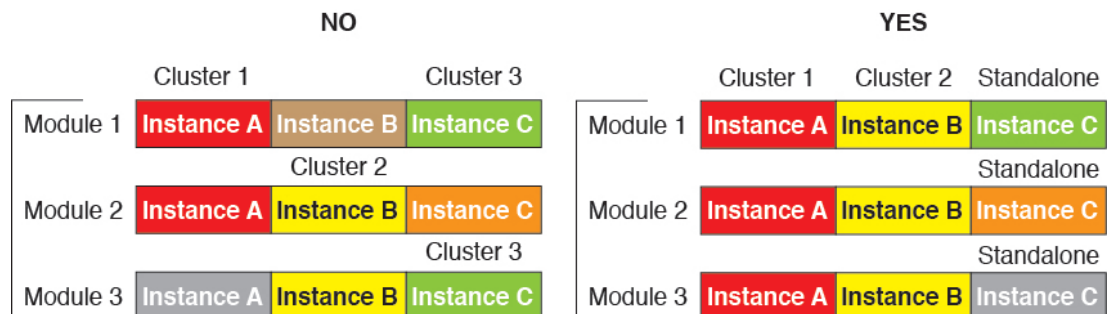 NO YES
Cluster 1 Cluster 3 Cluster 1 Cluster 2 Standalone
Module 1 Instance A Instance B Instance C Module 1 Instance A Instance B Instance C
Cluster 2 Standalone
Module 2 Instance A Instance B Instance C Module 2 Instance A Instance B Instance C
Cluster 3 Standalone
Module 3 Instance A Instance B Instance C Module 3 Instance A Instance B Instance C